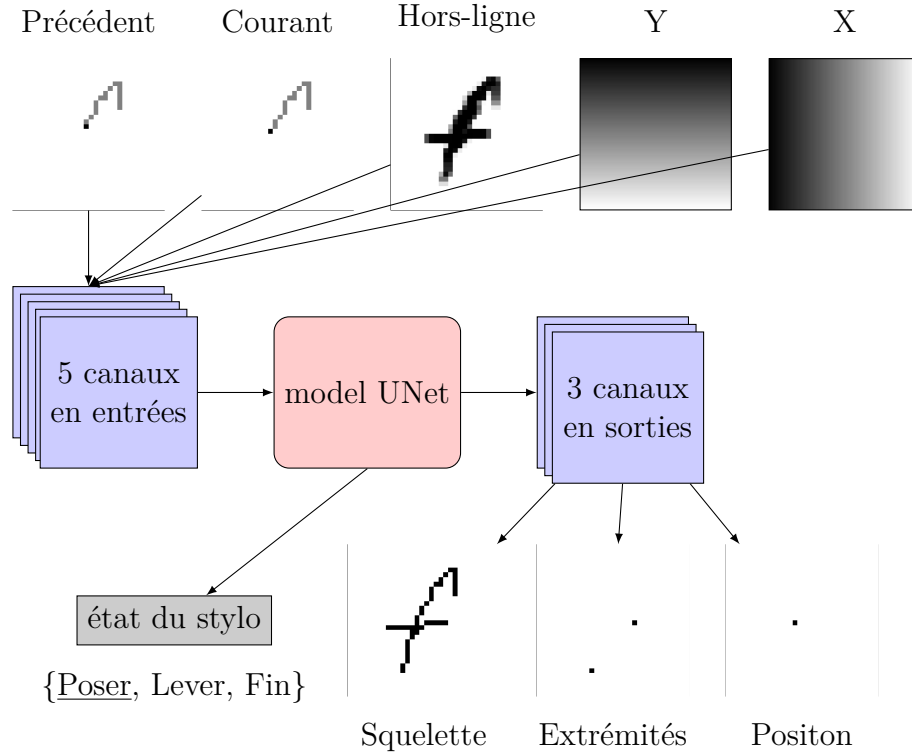 Précédent Courant Hors-ligne Y X
5 canaux
en entrées
model UNet
3 canaux
en sorties
état du stylo
{Poser, Lever, Fin}
Squelette Extrémités Positon